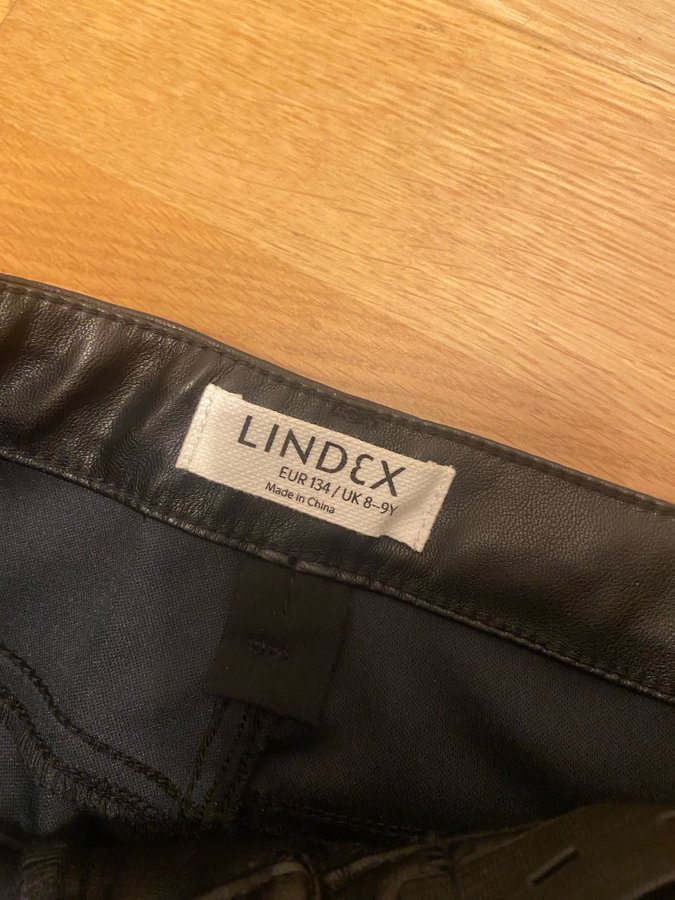 LINDEX
EUR 134 / UK 8–9Y
Made in China